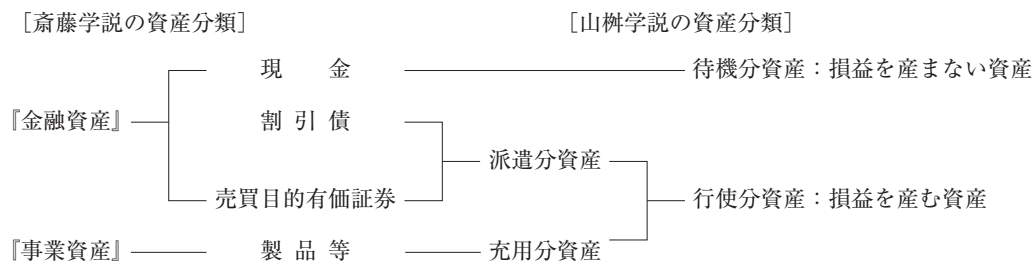 [斎藤学説の資産分類] [山桝学説の資産分類]
現金 待機分資産：損益を産まない資産
『金融資産』 割引債
派遣分資産
売買目的有価証券 行使分資産：損益を産む資産
『事業資産』 製品等 充用分資産